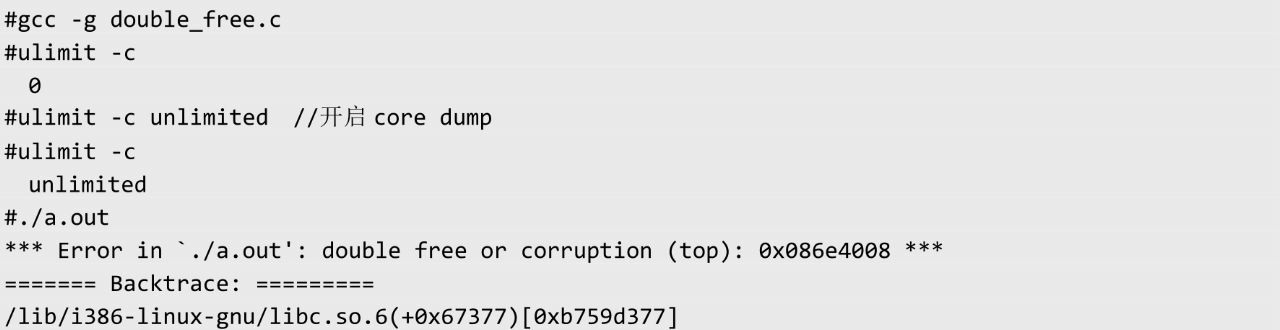 #gcc -g double_free.c
#ulimit -c
0
#ulimit -c unlimited //开启 core dump
#ulimit -c
unlimited
#./a.out
*** Error in `./a.out': double free or corruption (top): 0x086e4008 ***
======= Backtrace: =========
/lib/i386-linux-gnu/libc.so.6(+0x67377)[0xb759d377]